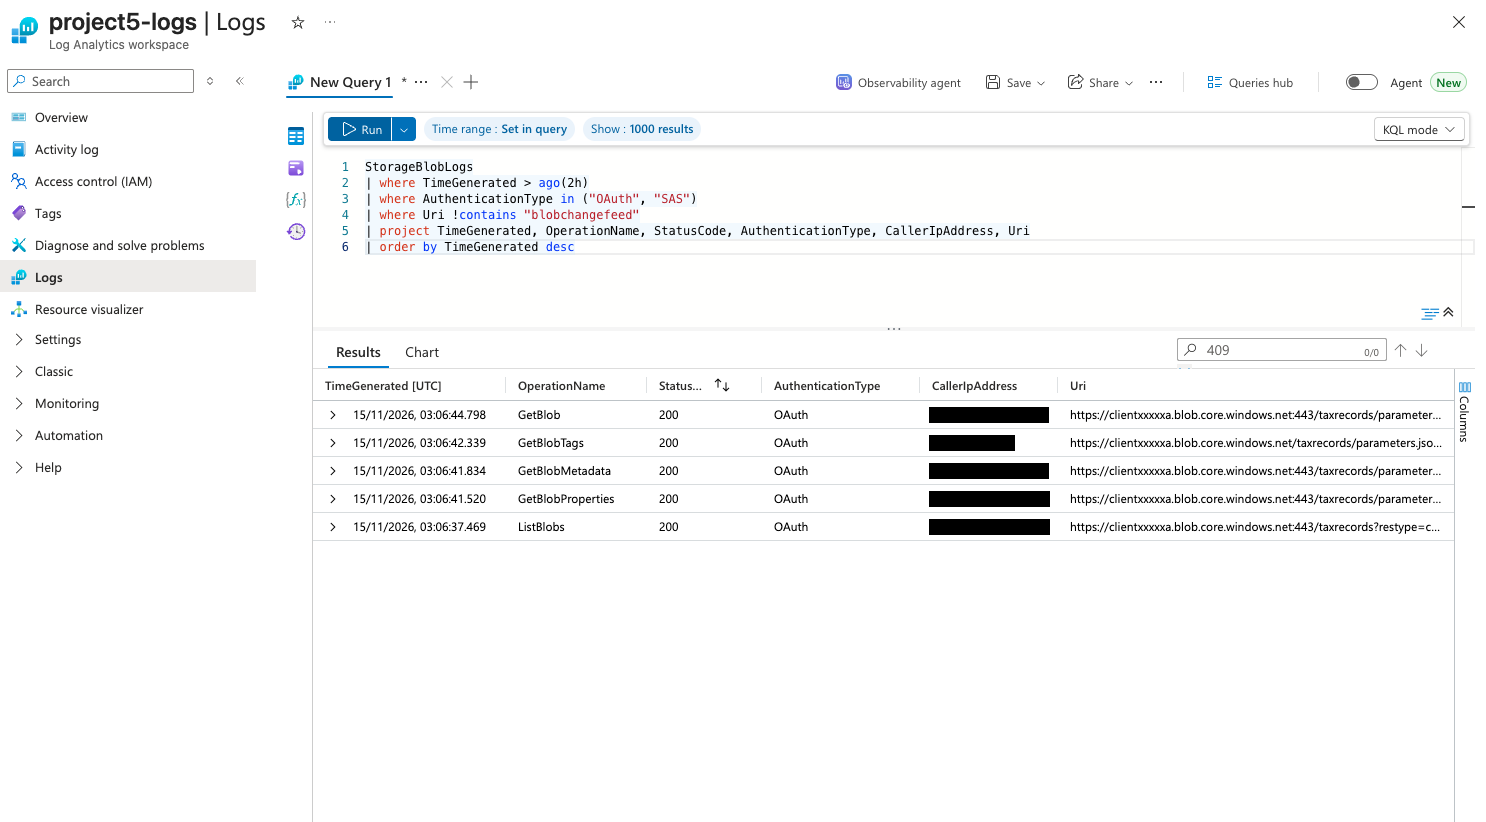 project5-logs | Logs
Log Analytics workspace
Search
Overview
Activity log
Access control (IAM)
Tags
Diagnose and solve problems
Logs
Resource visualizer
Settings
Classic
Monitoring
Automation
Help
New Query 1 * ···
Observability agent
Save
Share
Queries hub
Agent New
Run
Time range : Set in query
Show : 1000 results
KQL mode
1 StorageBlobLogs
2 | where TimeGenerated > ago(2h)
3 | where AuthenticationType in ("OAuth", "SAS")
4 | where Uri !contains "blobchangefeed"
5 | project TimeGenerated, OperationName, StatusCode, AuthenticationType, CallerIpAddress, Uri
6 | order by TimeGenerated desc
Results Chart
409 0/0
TimeGenerated [UTC] OperationName Status... AuthenticationType CallerIpAddress Uri
15/11/2026, 03:06:44.798 GetBlob 200 OAuth https://clientxxxxxa.blob.core.windows.net:443/taxrecords/parameter...
15/11/2026, 03:06:42.339 GetBlobTags 200 OAuth https://clientxxxxxa.blob.core.windows.net/taxrecords/parameters.jso...
15/11/2026, 03:06:41.834 GetBlobMetadata 200 OAuth https://clientxxxxxa.blob.core.windows.net:443/taxrecords/parameter...
15/11/2026, 03:06:41.520 GetBlobProperties 200 OAuth https://clientxxxxxa.blob.core.windows.net:443/taxrecords/parameter...
15/11/2026, 03:06:37.469 ListBlobs 200 OAuth https://clientxxxxxa.blob.core.windows.net:443/taxrecords?restype=c...
Columns